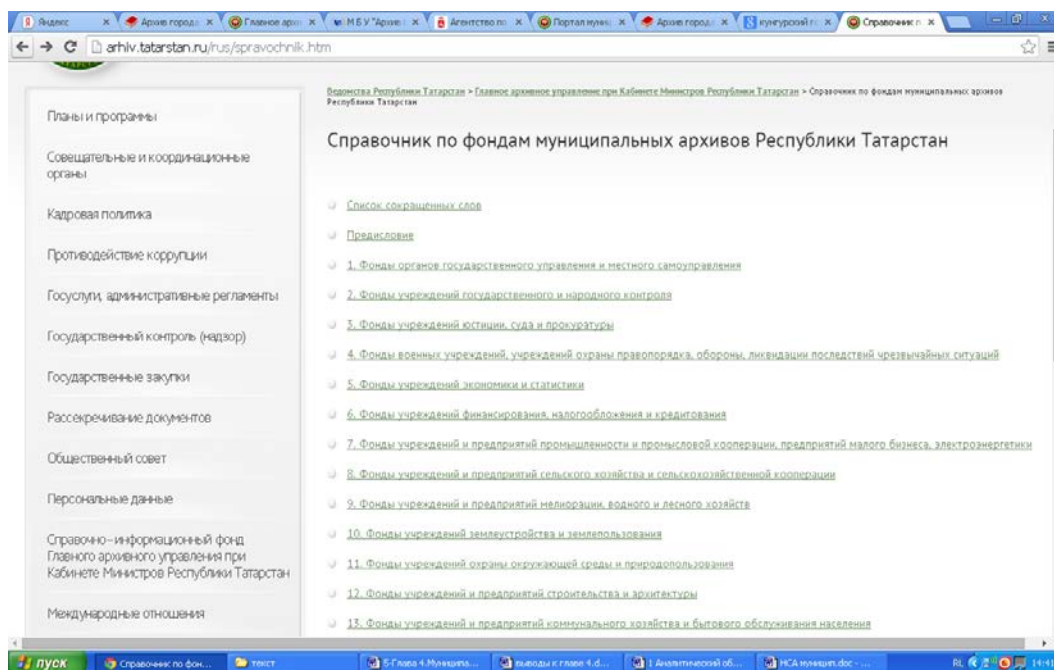 Яндекс
Архив города
Главное архи
М Б У "Архив
Агентство по
Портал муниц
Архив город
кунгурский г
Справочник п
arhiv.tatarstan.ru/rus/spravochnik.htm
Ведомства Республики Татарстан > Главное архивное управление при Кабинете Министров Республики Татарстан > Справочник по фондам муниципальных архивов
Республики Татарстан
Справочник по фондам муниципальных архивов Республики Татарстан
Планы и программы
Совещательные и координационные
органы
Кадровая политика
Противодействие коррупции
Госуслуги, административные регламенты
Государственный контроль (надзор)
Государственные закупки
Рассекречивание документов
Общественный совет
Персональные данные
Справочно-информационный фонд
Главного архивного управления при
Кабинете Министров Республики Татарстан
Международные отношения
Список сокращенных слов
Предисловие
1. Фонды органов государственного управления и местного самоуправления
2. Фонды учреждений государственного и народного контроля
3. Фонды учреждений юстиции, суда и прокуратуры
4. Фонды военных учреждений, учреждений охраны правопорядка, обороны, ликвидации последствий чрезвычайных ситуаций
5. Фонды учреждений экономики и статистики
6. Фонды учреждений финансирования, налогообложения и кредитования
7. Фонды учреждений и предприятий промышленности и промысловой кооперации, предприятий малого бизнеса, электроэнергетики
8. Фонды учреждений и предприятий сельского хозяйства и сельскохозяйственной кооперации
9. Фонды учреждений и предприятий мелиорации, водного и лесного хозяйств
10. Фонды учреждений землеустройства и землепользования
11. Фонды учреждений охраны окружающей среды и природопользования
12. Фонды учреждений и предприятий строительства и архитектуры
13. Фонды учреждений и предприятий коммунального хозяйства и бытового обслуживания населения
пуск
Справочник по фон...
текст
5-Глава 4.Муниципа...
выводы к главе 4.d...
1 Аналитический об...
НСА муницип.doc - ...
RL
14:41